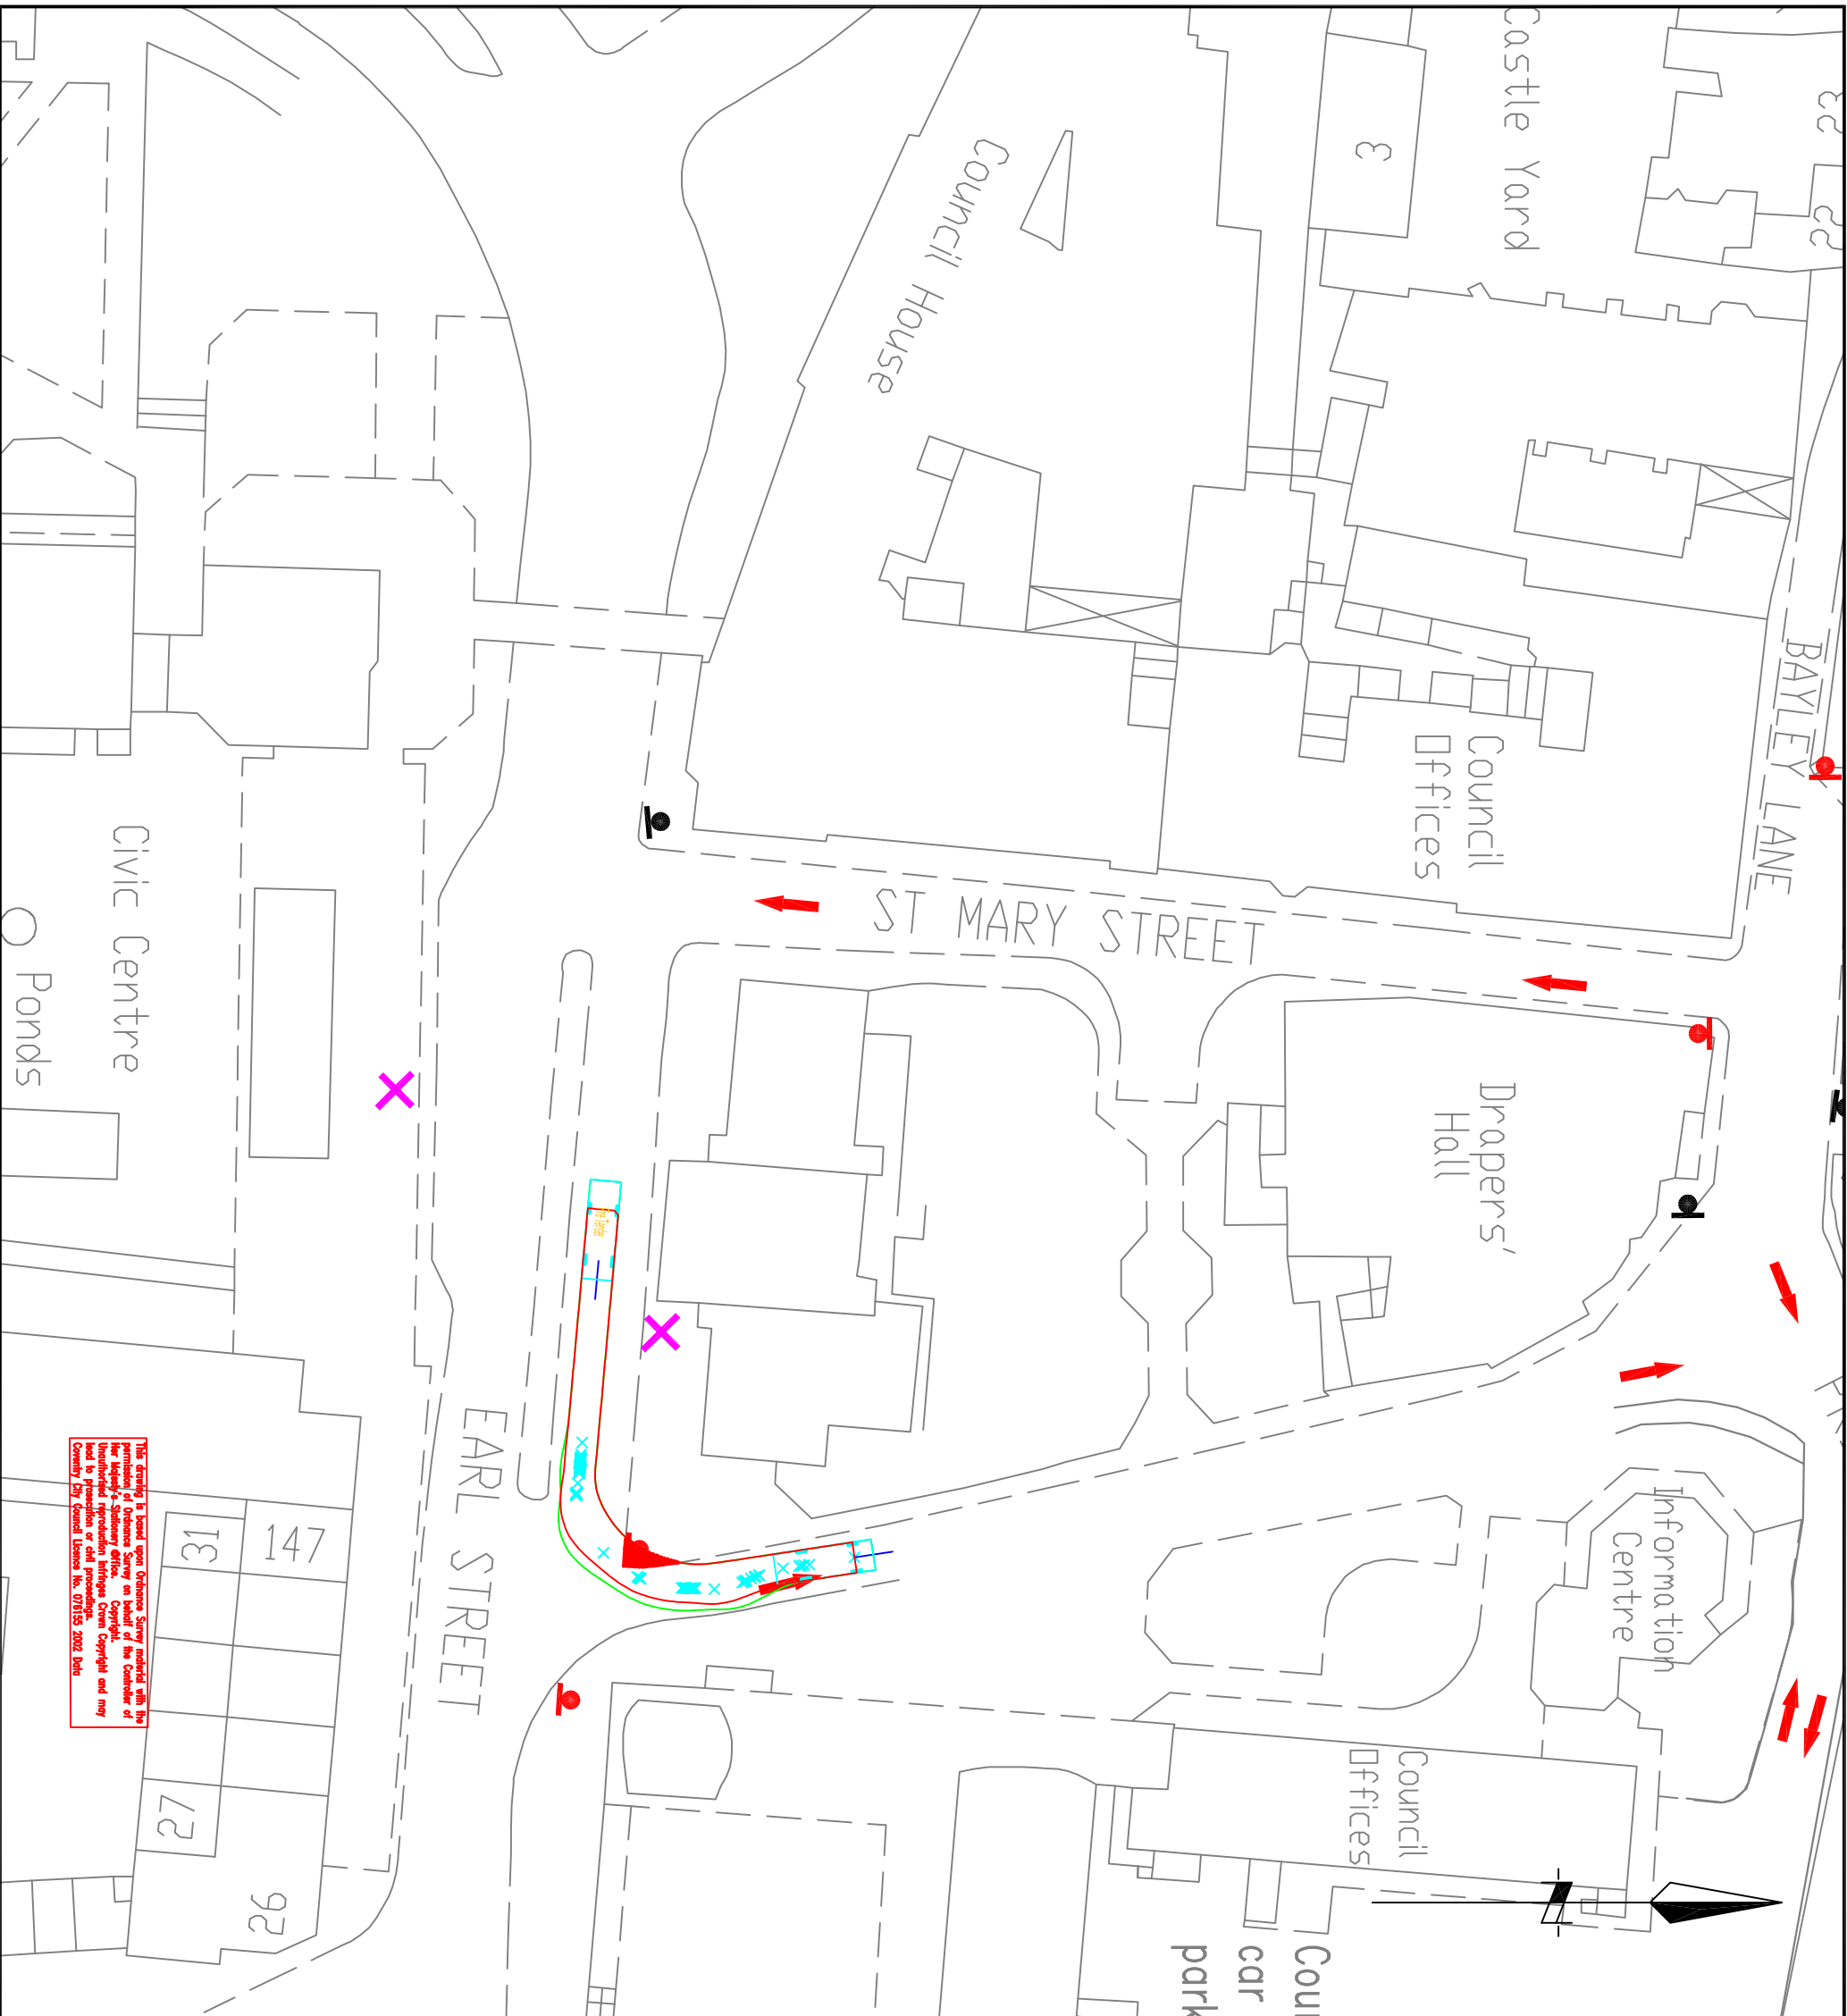 Castle Yard
3
Council House
BAYLEY LANE
Council
Offices
ST MARY STREET
Drapers'
Hall
Civic Centre
Ponds
Information
Centre
EARL STREET
Council
Offices
31
147
27
26
Coun
car
park
Fire Tender
N
This drawing is based upon Ordnance Survey material with the
permission of Ordnance Survey on behalf of the Controller of
Her Majesty's Stationery Office. Copyright.
Unauthorised reproduction infringes Crown Copyright and may
lead to prosecution or civil proceedings.
Coventry City Council Licence No. 076155 2002 Data